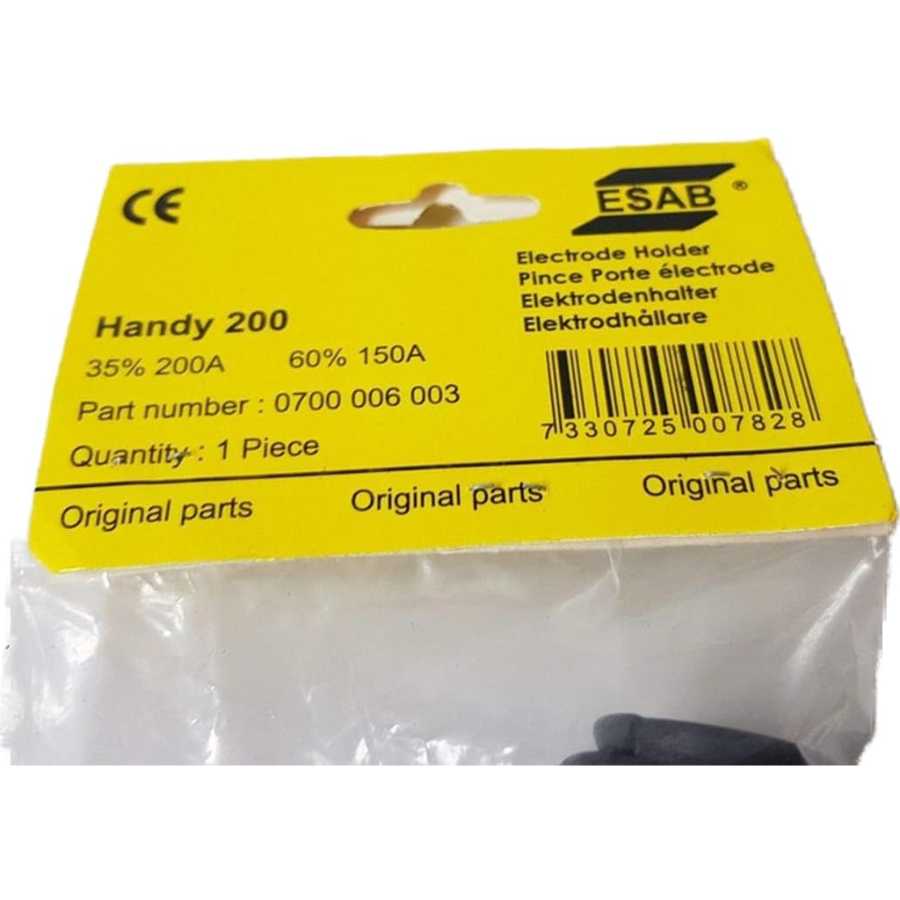 CE
ESAB ®
Electrode Holder
Pince Porte électrode
Elektrodenhalter
Elektrodhållare
Handy 200
35% 200A 60% 150A
Part number : 0700 006 003
Quantity : 1 Piece
7 330725 007828
Original parts Original parts Original parts